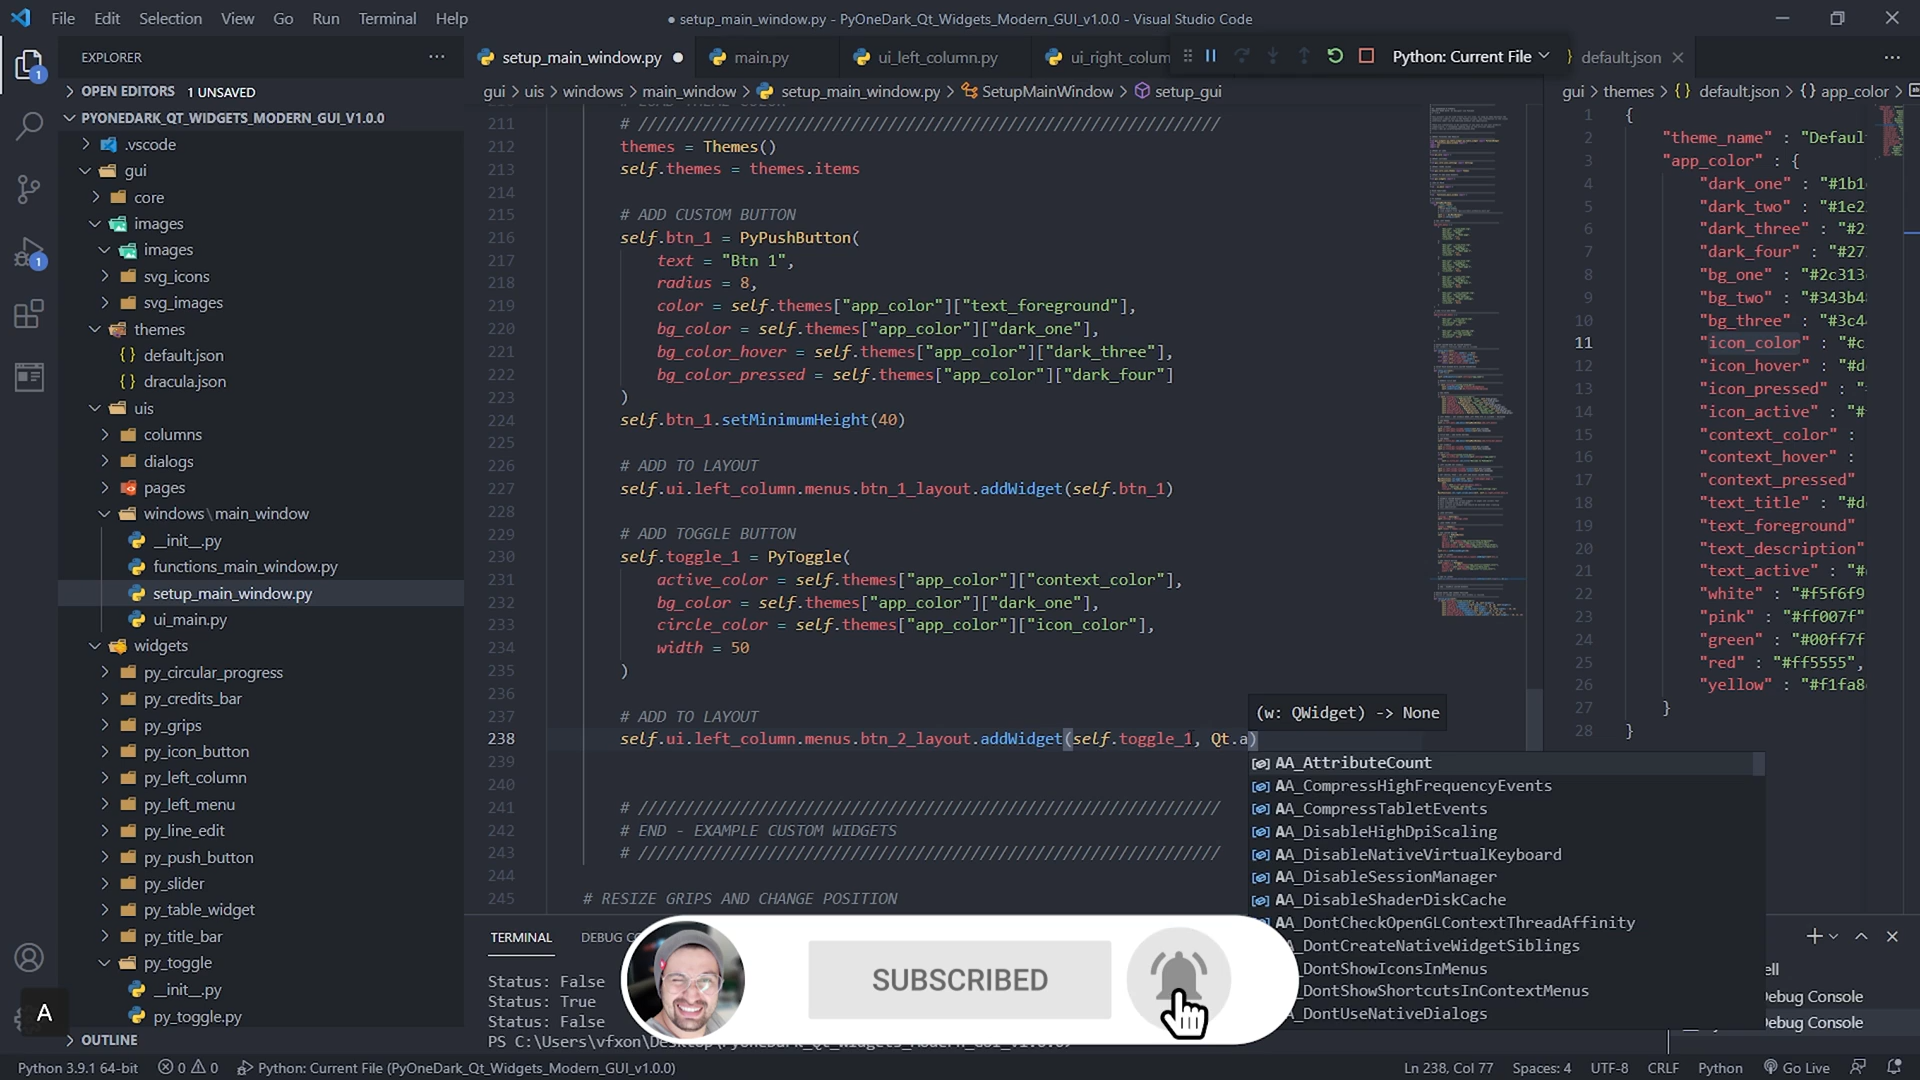 File Edit Selection View Go Run Terminal Help
● setup_main_window.py - PyOneDark_Qt_Widgets_Modern_GUI_v1.0.0 - Visual Studio Code
EXPLORER
setup_main_window.py
main.py
ui_left_column.py
ui_right_colum
Python: Current File
default.json
OPEN EDITORS 1 UNSAVED
gui > uis > windows > main_window > setup_main_window.py > SetupMainWindow > setup_gui
gui > themes > {} default.json > {} app_color >
PYONEDARK_QT_WIDGETS_MODERN_GUI_V1.0.0
.vscode
gui
core
images
images
svg_icons
svg_images
themes
{} default.json
{} dracula.json
uis
columns
dialogs
pages
windows \ main_window
__init__.py
functions_main_window.py
setup_main_window.py
ui_main.py
widgets
py_circular_progress
py_credits_bar
py_grips
py_icon_button
py_left_column
py_left_menu
py_line_edit
py_push_button
py_slider
py_table_widget
py_title_bar
py_toggle
__init__.py
py_toggle.py
OUTLINE
A
1
1
211 # ///////////////////////////////////////////////////////////////
212 themes = Themes()
213 self.themes = themes.items
214
215 # ADD CUSTOM BUTTON
216 self.btn_1 = PyPushButton(
217 text = "Btn 1",
218 radius = 8,
219 color = self.themes["app_color"]["text_foreground"],
220 bg_color = self.themes["app_color"]["dark_one"],
221 bg_color_hover = self.themes["app_color"]["dark_three"],
222 bg_color_pressed = self.themes["app_color"]["dark_four"]
223 )
224 self.btn_1.setMinimumHeight(40)
225
226 # ADD TO LAYOUT
227 self.ui.left_column.menus.btn_1_layout.addWidget(self.btn_1)
228
229 # ADD TOGGLE BUTTON
230 self.toggle_1 = PyToggle(
231 active_color = self.themes["app_color"]["context_color"],
232 bg_color = self.themes["app_color"]["dark_one"],
233 circle_color = self.themes["app_color"]["icon_color"],
234 width = 50
235 )
236
237 # ADD TO LAYOUT
238 self.ui.left_column.menus.btn_2_layout.addWidget(self.toggle_1, Qt.a)
239
240
241 # ///////////////////////////////////////////////////////////////
242 # END - EXAMPLE CUSTOM WIDGETS
243 # ///////////////////////////////////////////////////////////////
244
245 # RESIZE GRIPS AND CHANGE POSITION
(w: QWidget) -> None
AA_AttributeCount
AA_CompressHighFrequencyEvents
AA_CompressTabletEvents
AA_DisableHighDpiScaling
AA_DisableNativeVirtualKeyboard
AA_DisableSessionManager
AA_DisableShaderDiskCache
AA_DontCheckOpenGLContextThreadAffinity
A_DontCreateNativeWidgetSiblings
_DontShowIconsInMenus
_DontShowShortcutsInContextMenus
A_DontUseNativeDialogs
1 {
2 "theme_name" : "Defaul
3 "app_color" : {
4 "dark_one" : "#1b1
5 "dark_two" : "#1e2
6 "dark_three" : "#2
7 "dark_four" : "#27
8 "bg_one" : "#2c313
9 "bg_two" : "#343b4
10 "bg_three" : "#3c4
11 "icon_color" : "#c
12 "icon_hover" : "#d
13 "icon_pressed" :
14 "icon_active" : "#
15 "context_color" :
16 "context_hover" :
17 "context_pressed"
18 "text_title" : "#d
19 "text_foreground"
20 "text_description"
21 "text_active" : "#
22 "white" : "#f5f6f9
23 "pink" : "#ff007f"
24 "green" : "#00ff7f
25 "red" : "#ff5555",
26 "yellow" : "#f1fa8
27 }
28 }
TERMINAL DEBUG CO
Status: False
Status: True
Status: False
SUBSCRIBED
ell
Debug Console
Debug Console
Python 3.9.1 64-bit 0 0 Python: Current File (PyOneDark_Qt_Widgets_Modern_GUI_v1.0.0)
Ln 238, Col 77 Spaces: 4 UTF-8 CRLF Python Go Live